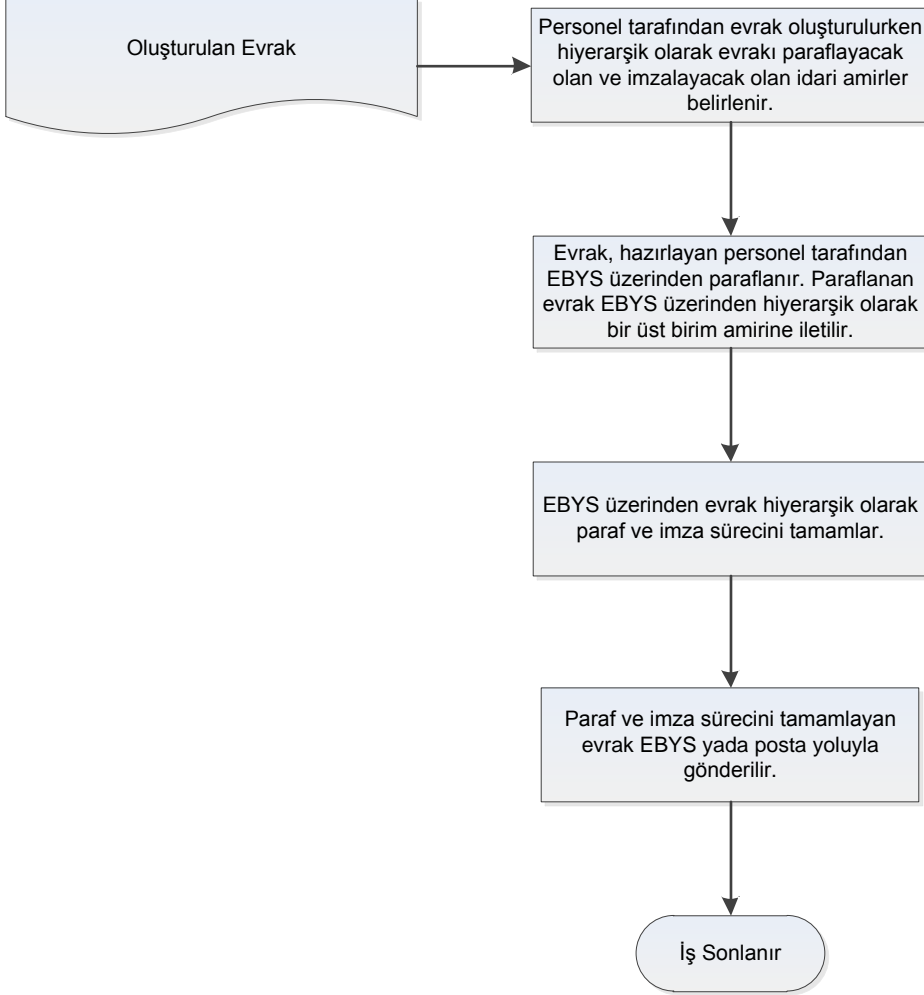 Oluşturulan Evrak
Personel tarafından evrak oluşturulurken
hiyerarşik olarak evrakı paraflayacak
olan ve imzalayacak olan idari amirler
belirlenir.
Evrak, hazırlayan personel tarafından
EBYS üzerinden paraflanır. Paraflanan
evrak EBYS üzerinden hiyerarşik olarak
bir üst birim amirine iletilir.
EBYS üzerinden evrak hiyerarşik olarak
paraf ve imza sürecini tamamlar.
Paraf ve imza sürecini tamamlayan
evrak EBYS yada posta yoluyla
gönderilir.
İş Sonlanır